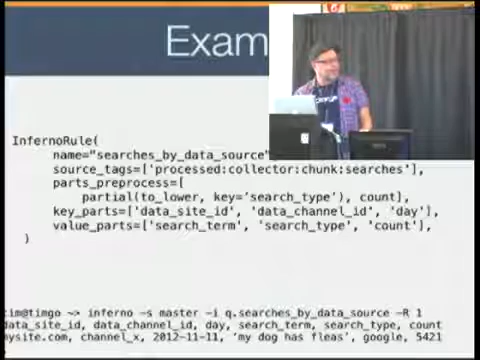 Exam
InfernoRule(
name="searches_by_data_source"
source_tags=['processed:collector:chunk:searches'],
parts_preprocess=[
partial(to_lower, key='search_type'), count],
key_parts=['data_site_id', 'data_channel_id', 'day'],
value_parts=['search_term', 'search_type', 'count'],
)
tim@timgo ~> inferno -s master -i q.searches_by_data_source -R 1
data_site_id, data_channel_id, day, search_term, search_type, count
mysite.com, channel_x, 2012-11-11, 'my dog has fleas', google, 5421